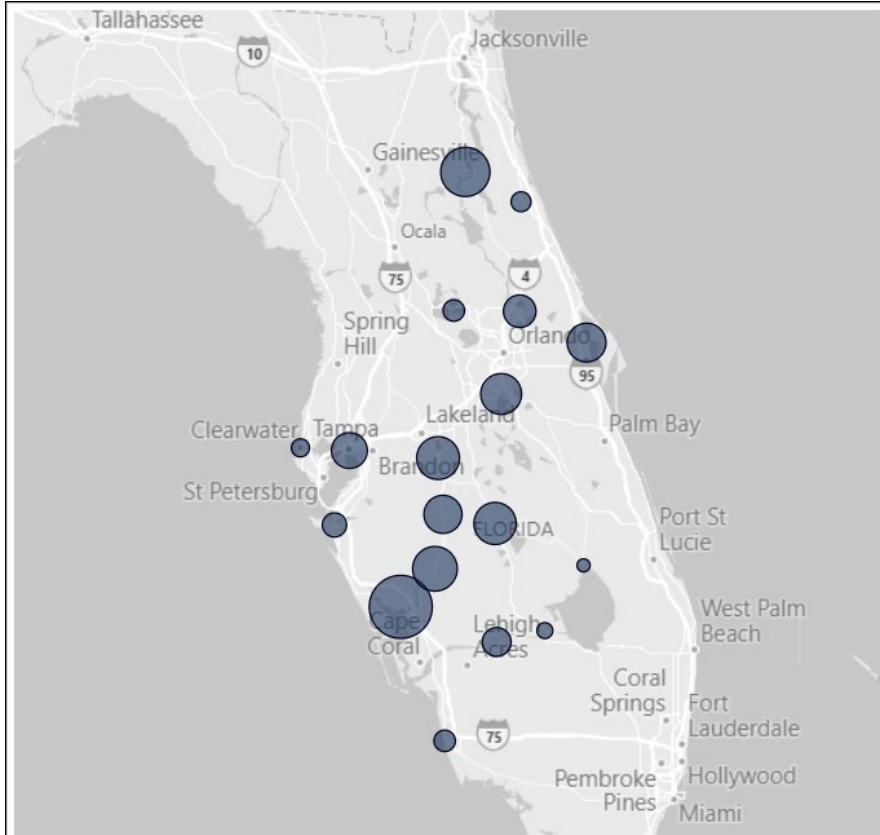 Tallahassee
Jacksonville
10
Gainesville
Ocala
75
4
Spring
Hill
Orlando
95
Clearwater
Tampa
Lakeland
Palm Bay
Brandon
St Petersburg
FLORIDA
Port St
Lucie
Cape
Coral
Lehigh
Acres
West Palm
Beach
Coral
Springs
Fort
Lauderdale
75
Pembroke
Pines
Hollywood
Miami